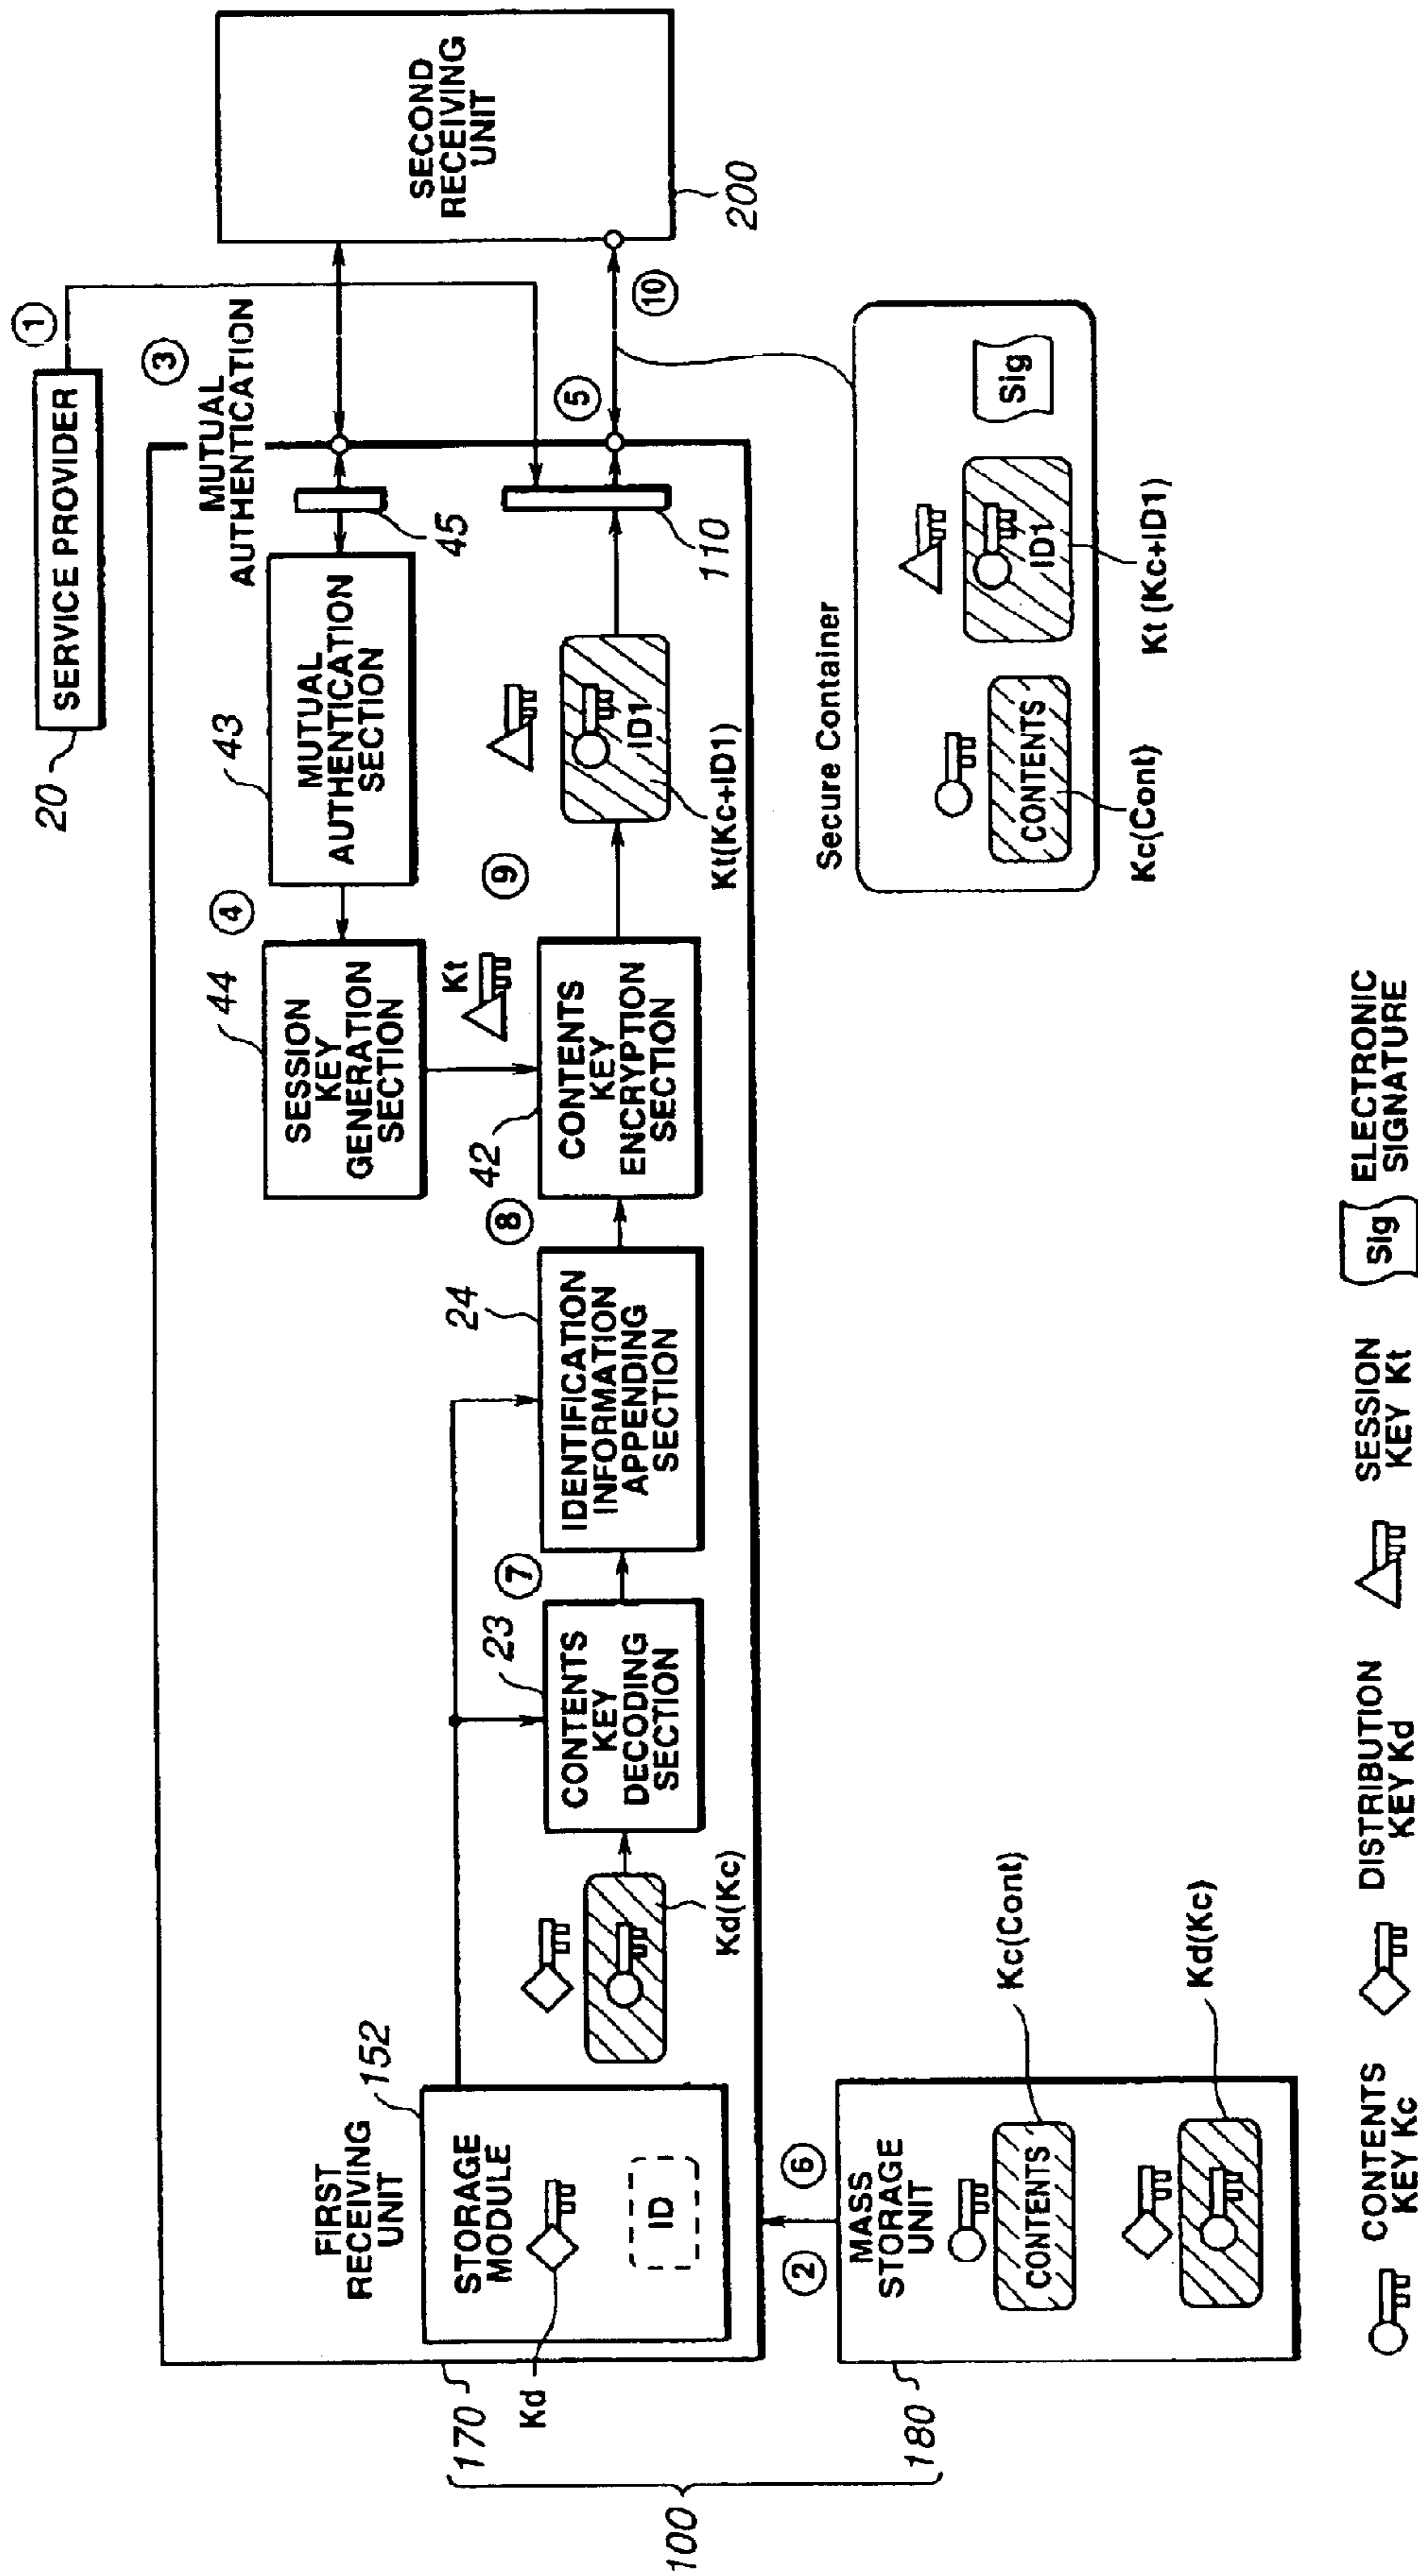 20
SERVICE PROVIDER
1
FIRST
RECEIVING
UNIT
152
STORAGE
MODULE
ID
170
Kd
44
4
43
3
MUTUAL
AUTHENTICATION
SESSION
KEY
GENERATION
SECTION
MUTUAL
AUTHENTICATION
SECTION
45
SECOND
RECEIVING
UNIT
200
Kd(Kc)
23
7
CONTENTS
KEY
DECODING
SECTION
24
8
IDENTIFICATION
INFORMATION
APPENDING
SECTION
42
Kt
9
CONTENTS
KEY
ENCRYPTION
SECTION
ID1
Kt(Kc+ID1)
110
5
10
100
2
6
180
MASS
STORAGE
UNIT
CONTENTS
Kc(Cont)
Kd(Kc)
Secure Container
CONTENTS
ID1
Sig
Kc(Cont)
Kt(Kc+ID1)
CONTENTS
KEY Kc
DISTRIBUTION
KEY Kd
SESSION
KEY Kt
Sig
ELECTRONIC
SIGNATURE